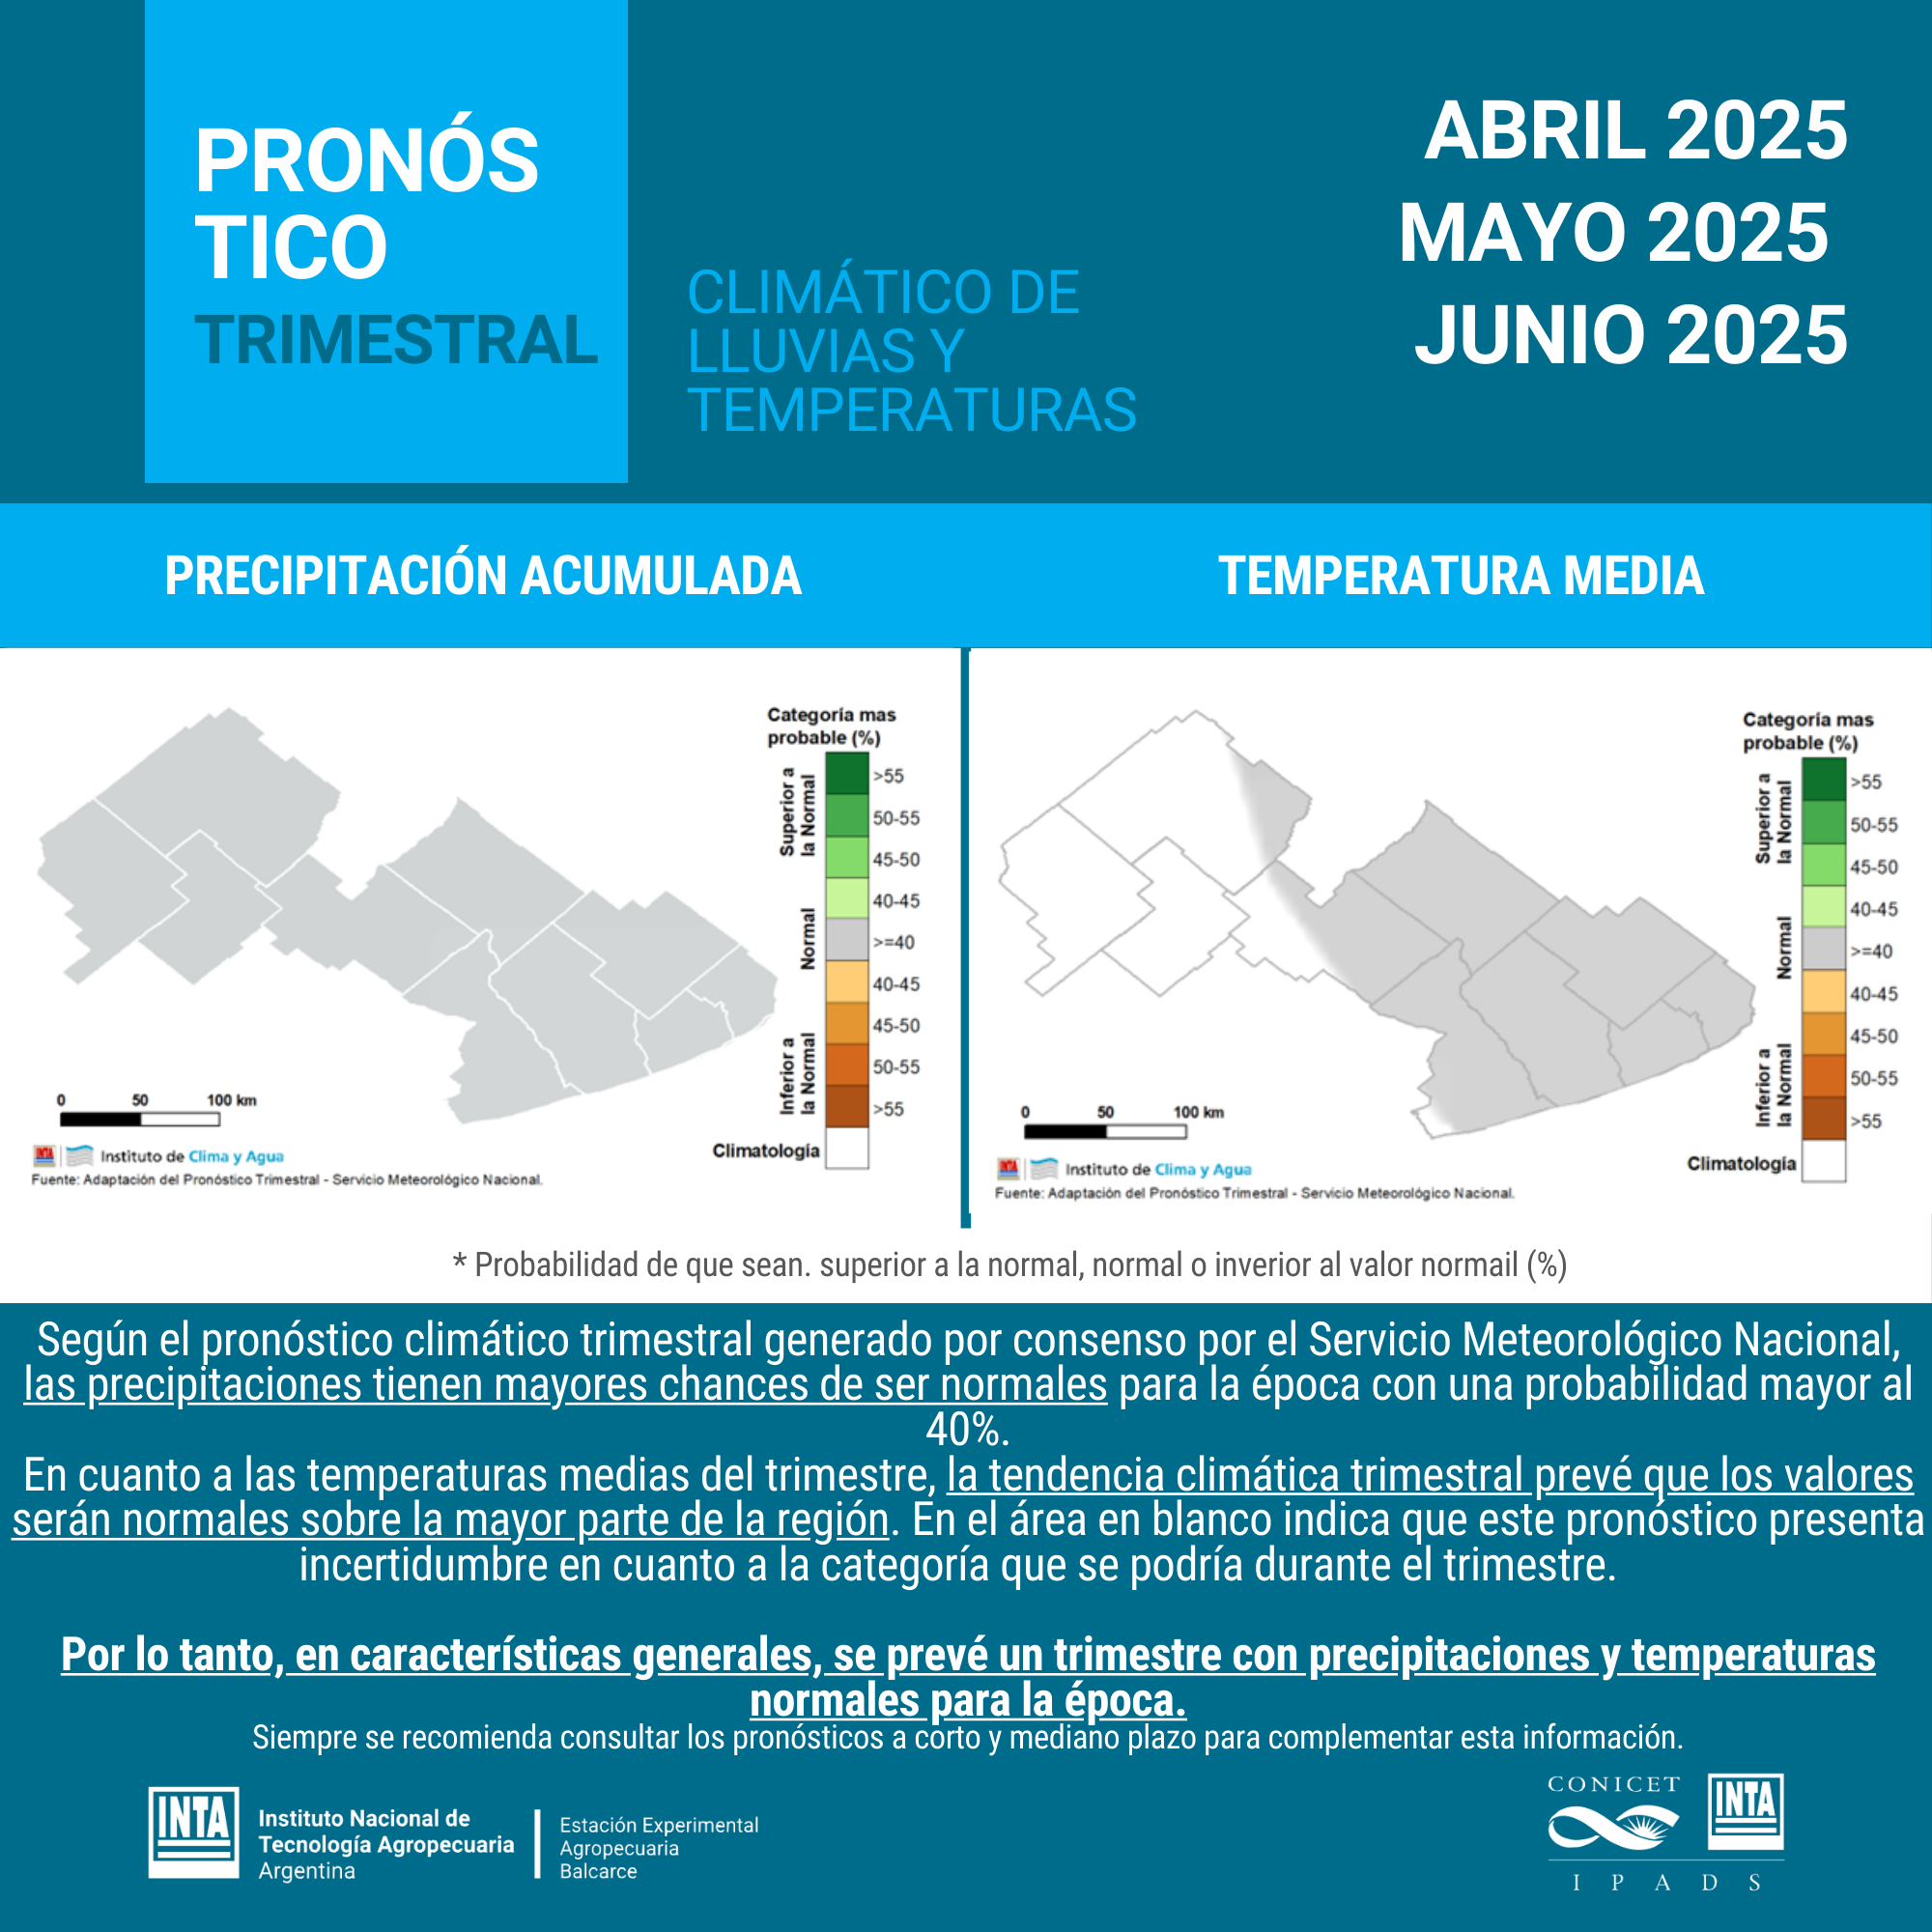 PRONÓS
TICO
TRIMESTRAL
CLIMÁTICO DE
LLUVIAS Y
TEMPERATURAS
ABRIL 2025
MAYO 2025
JUNIO 2025
PRECIPITACIÓN ACUMULADA
TEMPERATURA MEDIA
Categoría mas
probable (%)
Superior a
la Normal
Normal
Inferior a
la Normal
>55
50-55
45-50
40-45
>=40
40-45
45-50
50-55
>55
Climatología
0 50 100 km
INTA Instituto de Clima y Agua
Fuente: Adaptación del Pronóstico Trimestral - Servicio Meteorológico Nacional.
Categoría mas
probable (%)
Superior a
la Normal
Normal
Inferior a
la Normal
>55
50-55
45-50
40-45
>=40
40-45
45-50
50-55
>55
Climatología
0 50 100 km
INTA Instituto de Clima y Agua
Fuente: Adaptación del Pronóstico Trimestral - Servicio Meteorológico Nacional.
* Probabilidad de que sean. superior a la normal, normal o inverior al valor normail (%)
Según el pronóstico climático trimestral generado por consenso por el Servicio Meteorológico Nacional,
las precipitaciones tienen mayores chances de ser normales para la época con una probabilidad mayor al
40%.
En cuanto a las temperaturas medias del trimestre, la tendencia climática trimestral prevé que los valores
serán normales sobre la mayor parte de la región. En el área en blanco indica que este pronóstico presenta
incertidumbre en cuanto a la categoría que se podría durante el trimestre.
Por lo tanto, en características generales, se prevé un trimestre con precipitaciones y temperaturas
normales para la época.
Siempre se recomienda consultar los pronósticos a corto y mediano plazo para complementar esta información.
INTA
Instituto Nacional de
Tecnología Agropecuaria
Argentina
Estación Experimental
Agropecuaria
Balcarce
CONICET
INTA
I P A D S